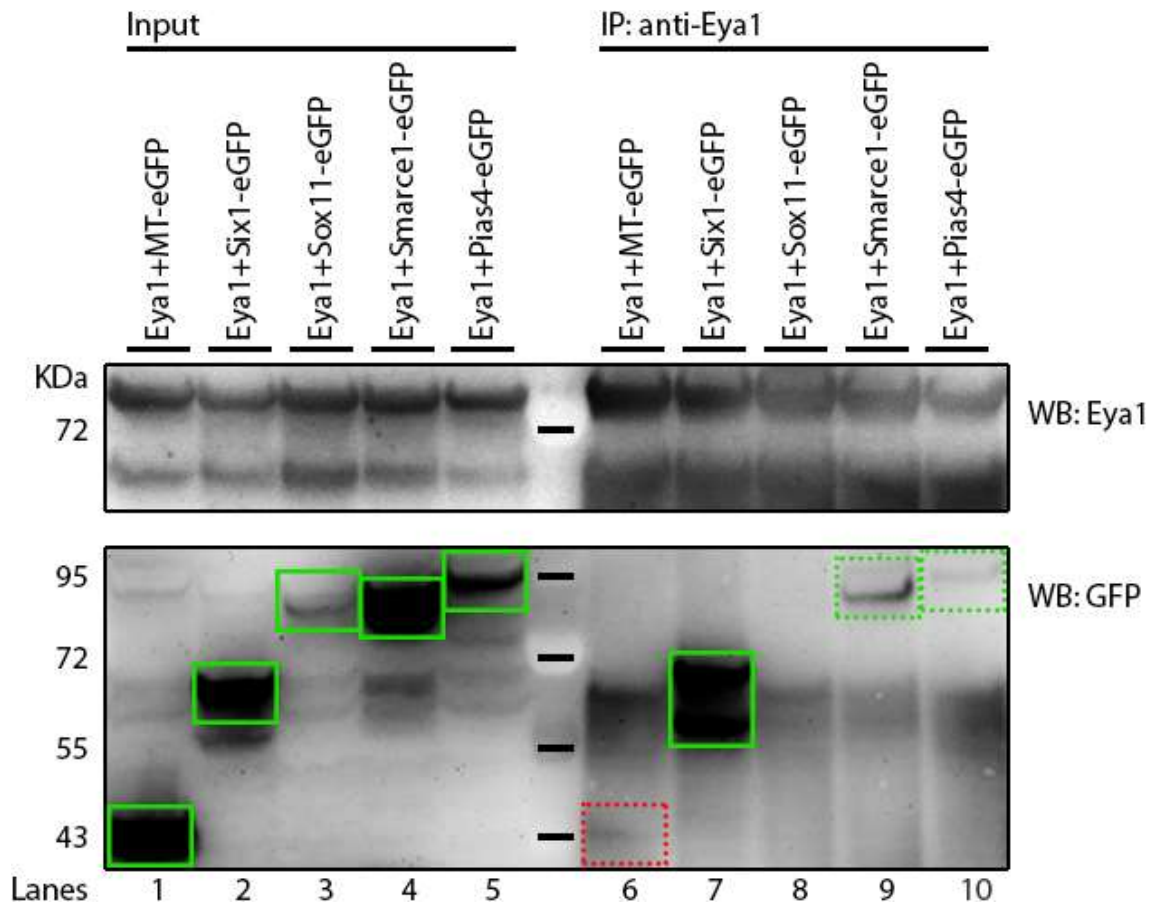 Input
IP: anti-Eya1
Eya1+MT-eGFP
Eya1+Six1-eGFP
Eya1+Sox11-eGFP
Eya1+Smarce1-eGFP
Eya1+Pias4-eGFP
Eya1+MT-eGFP
Eya1+Six1-eGFP
Eya1+Sox11-eGFP
Eya1+Smarce1-eGFP
Eya1+Pias4-eGFP
KDa
72
WB: Eya1
95
WB: GFP
72
55
43
Lanes 1 2 3 4 5 6 7 8 9 10